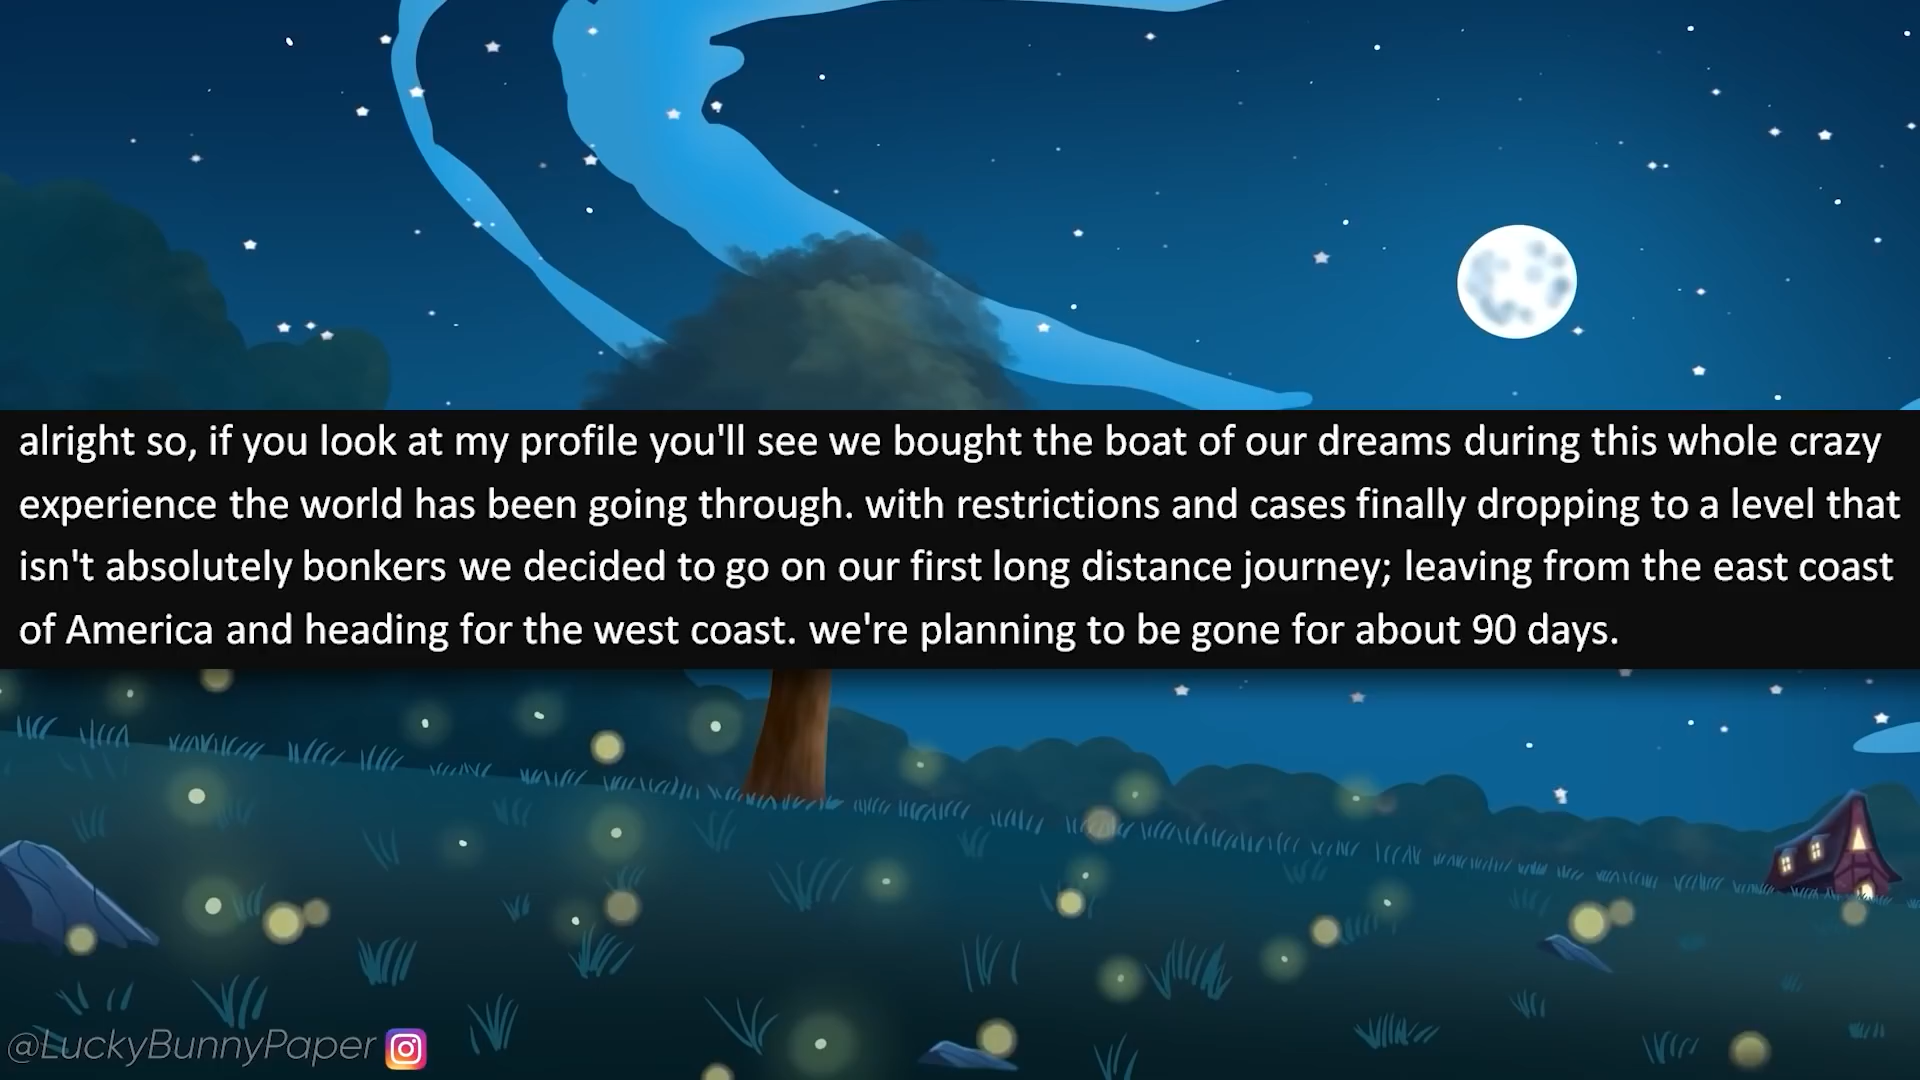 alright so, if you look at my profile you'll see we bought the boat of our dreams during this whole crazy
experience the world has been going through. with restrictions and cases finally dropping to a level that
isn't absolutely bonkers we decided to go on our first long distance journey; leaving from the east coast
of America and heading for the west coast. we're planning to be gone for about 90 days.
@LuckyBunnyPaper